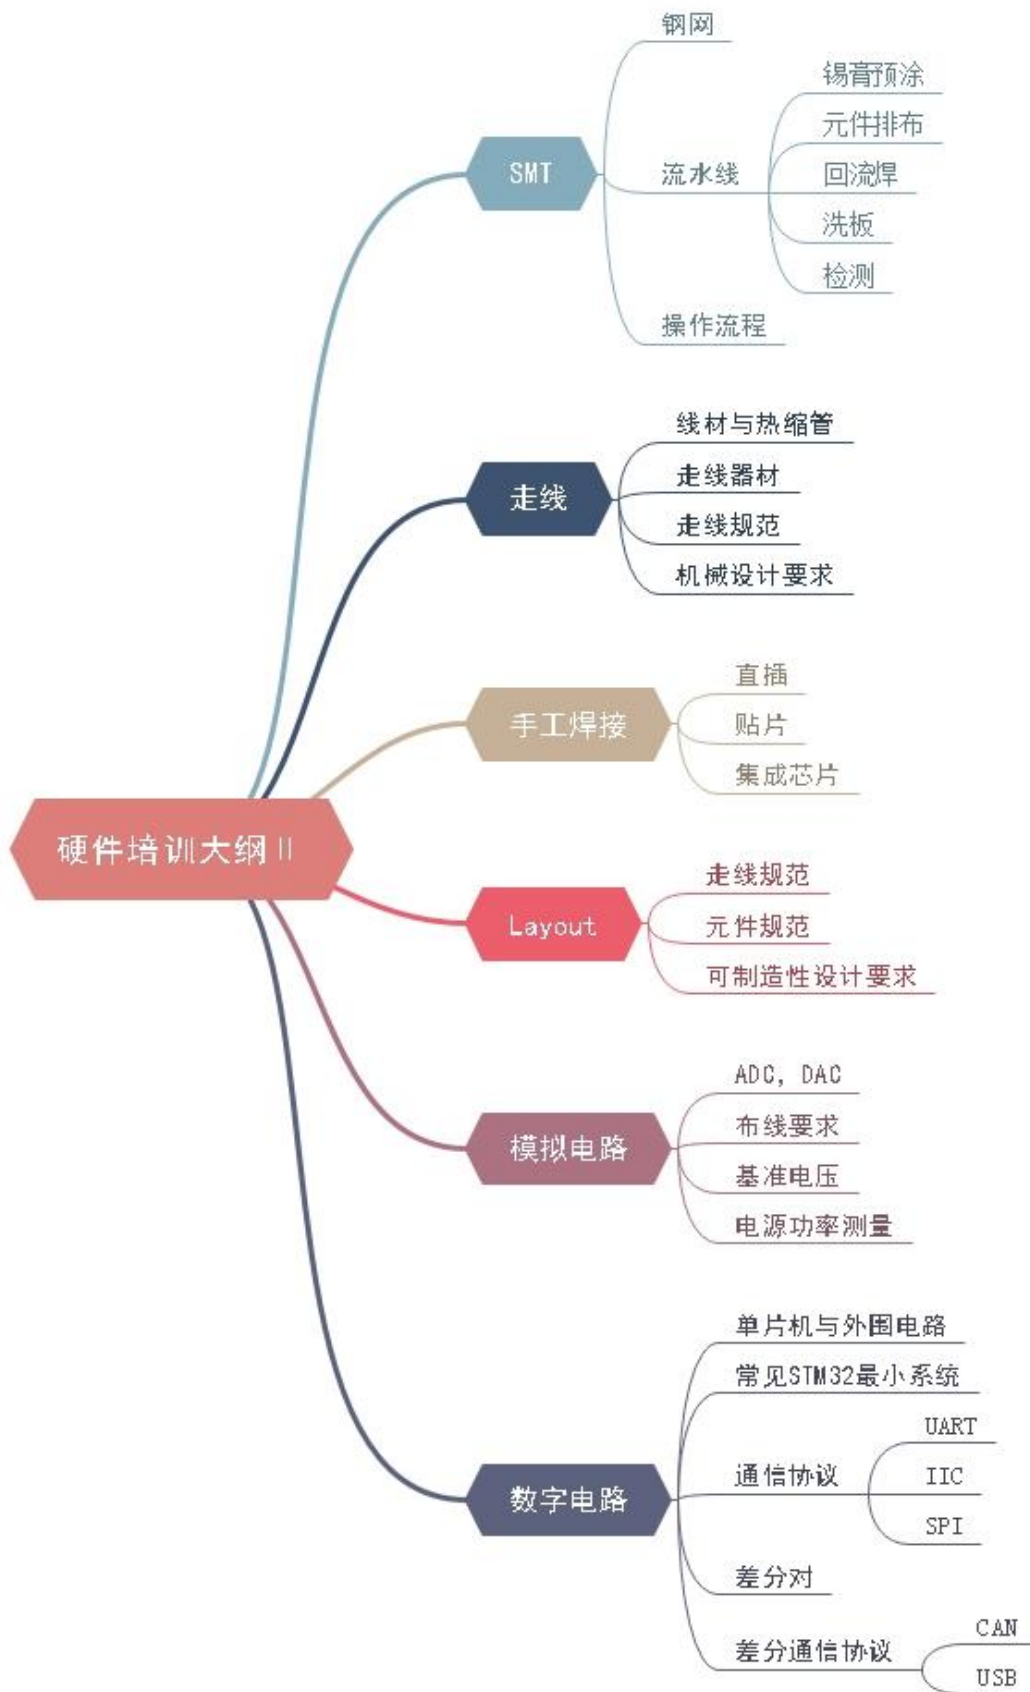 钢网
锡膏预涂
元件排布
SMT
流水线
回流焊
洗板
检测
操作流程
线材与热缩管
走线器材
走线
走线规范
机械设计要求
直插
手工焊接
贴片
集成芯片
硬件培训大纲Ⅱ
走线规范
Layout
元件规范
可制造性设计要求
ADC, DAC
布线要求
模拟电路
基准电压
电源功率测量
单片机与外围电路
常见STM32最小系统
UART
通信协议
IIC
数字电路
SPI
差分对
CAN
差分通信协议
USB